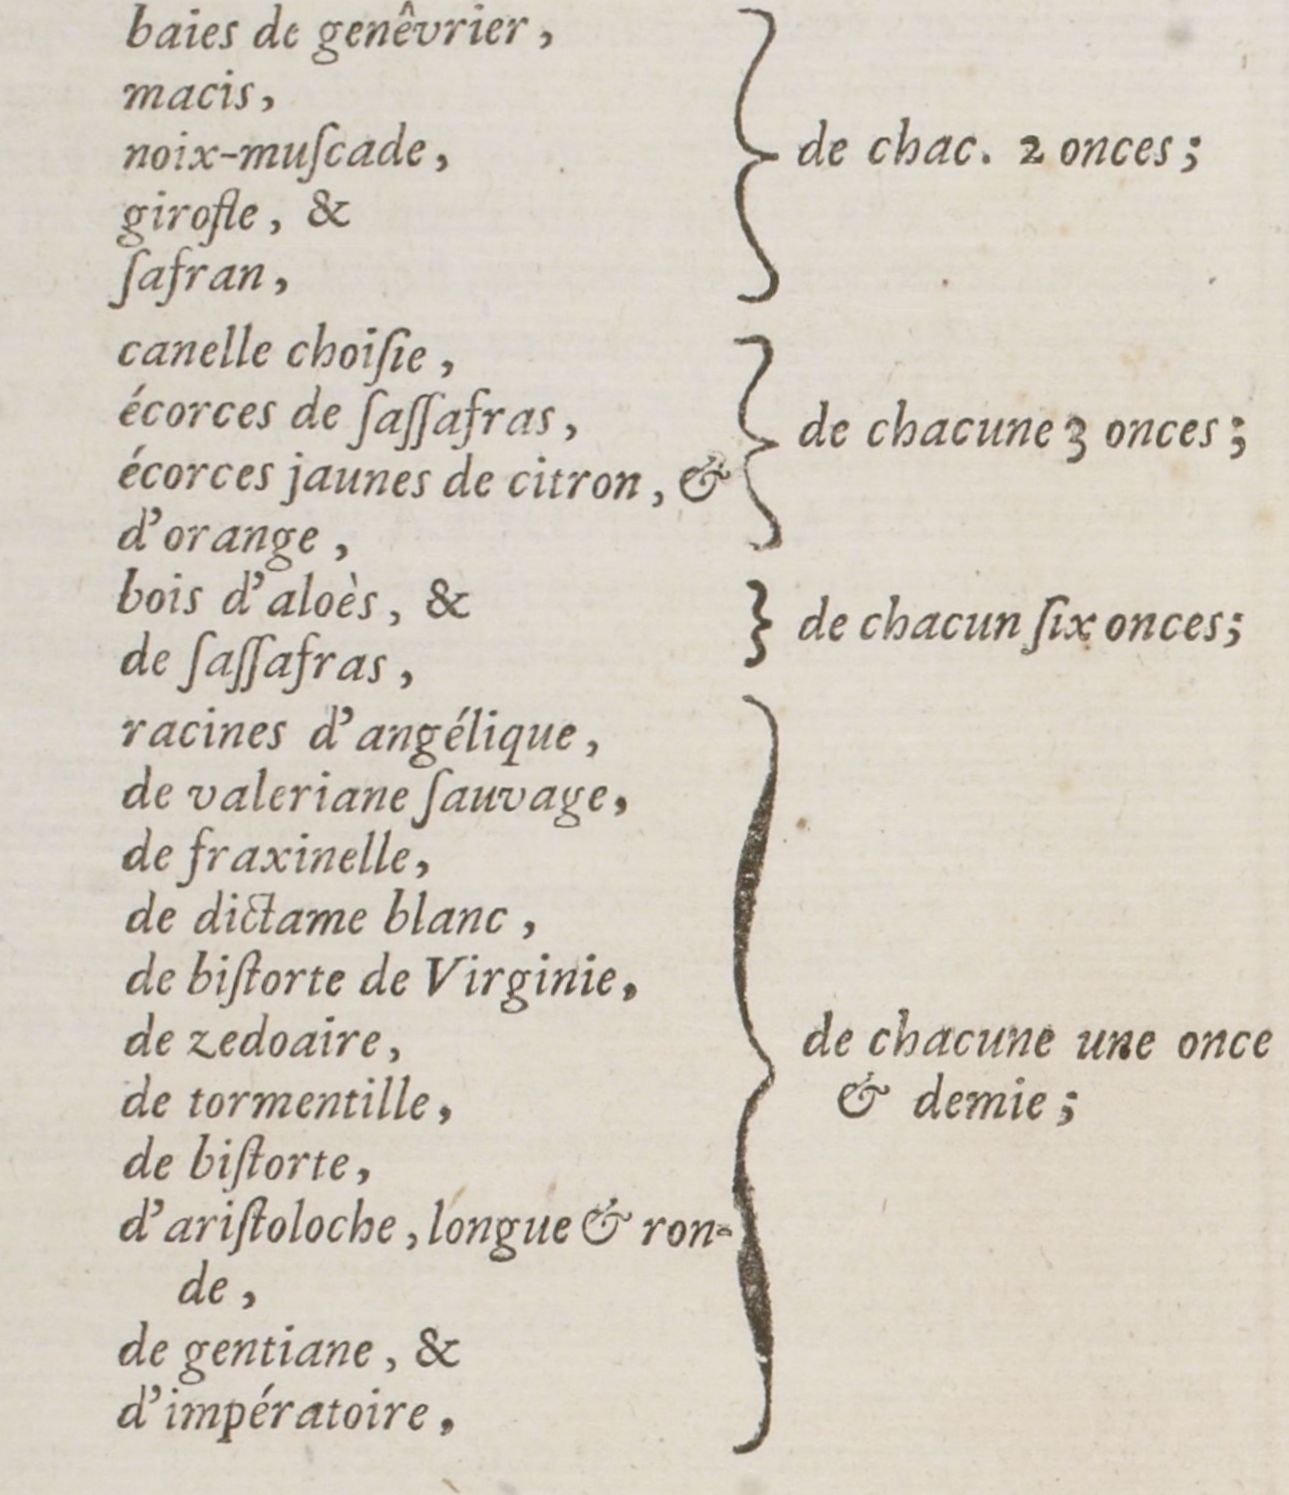 baies de genêvrier,
macis,
noix-muſcade,
girofle, &
ſafran,
de chac. 2 onces;
canelle choiſie,
écorces de ſaſſafras,
écorces jaunes de citron, &
d'orange,
de chacune 3 onces;
bois d'aloès, &
de ſaſſafras,
de chacun ſix onces;
racines d'angélique,
de valeriane ſauvage,
de fraxinelle,
de dictame blanc,
de biſtorte de Virginie,
de zedoaire,
de tormentille,
de biſtorte,
d'ariſtoloche, longue & ron-
de,
de gentiane, &
d'impératoire,
de chacune une once
& demie;